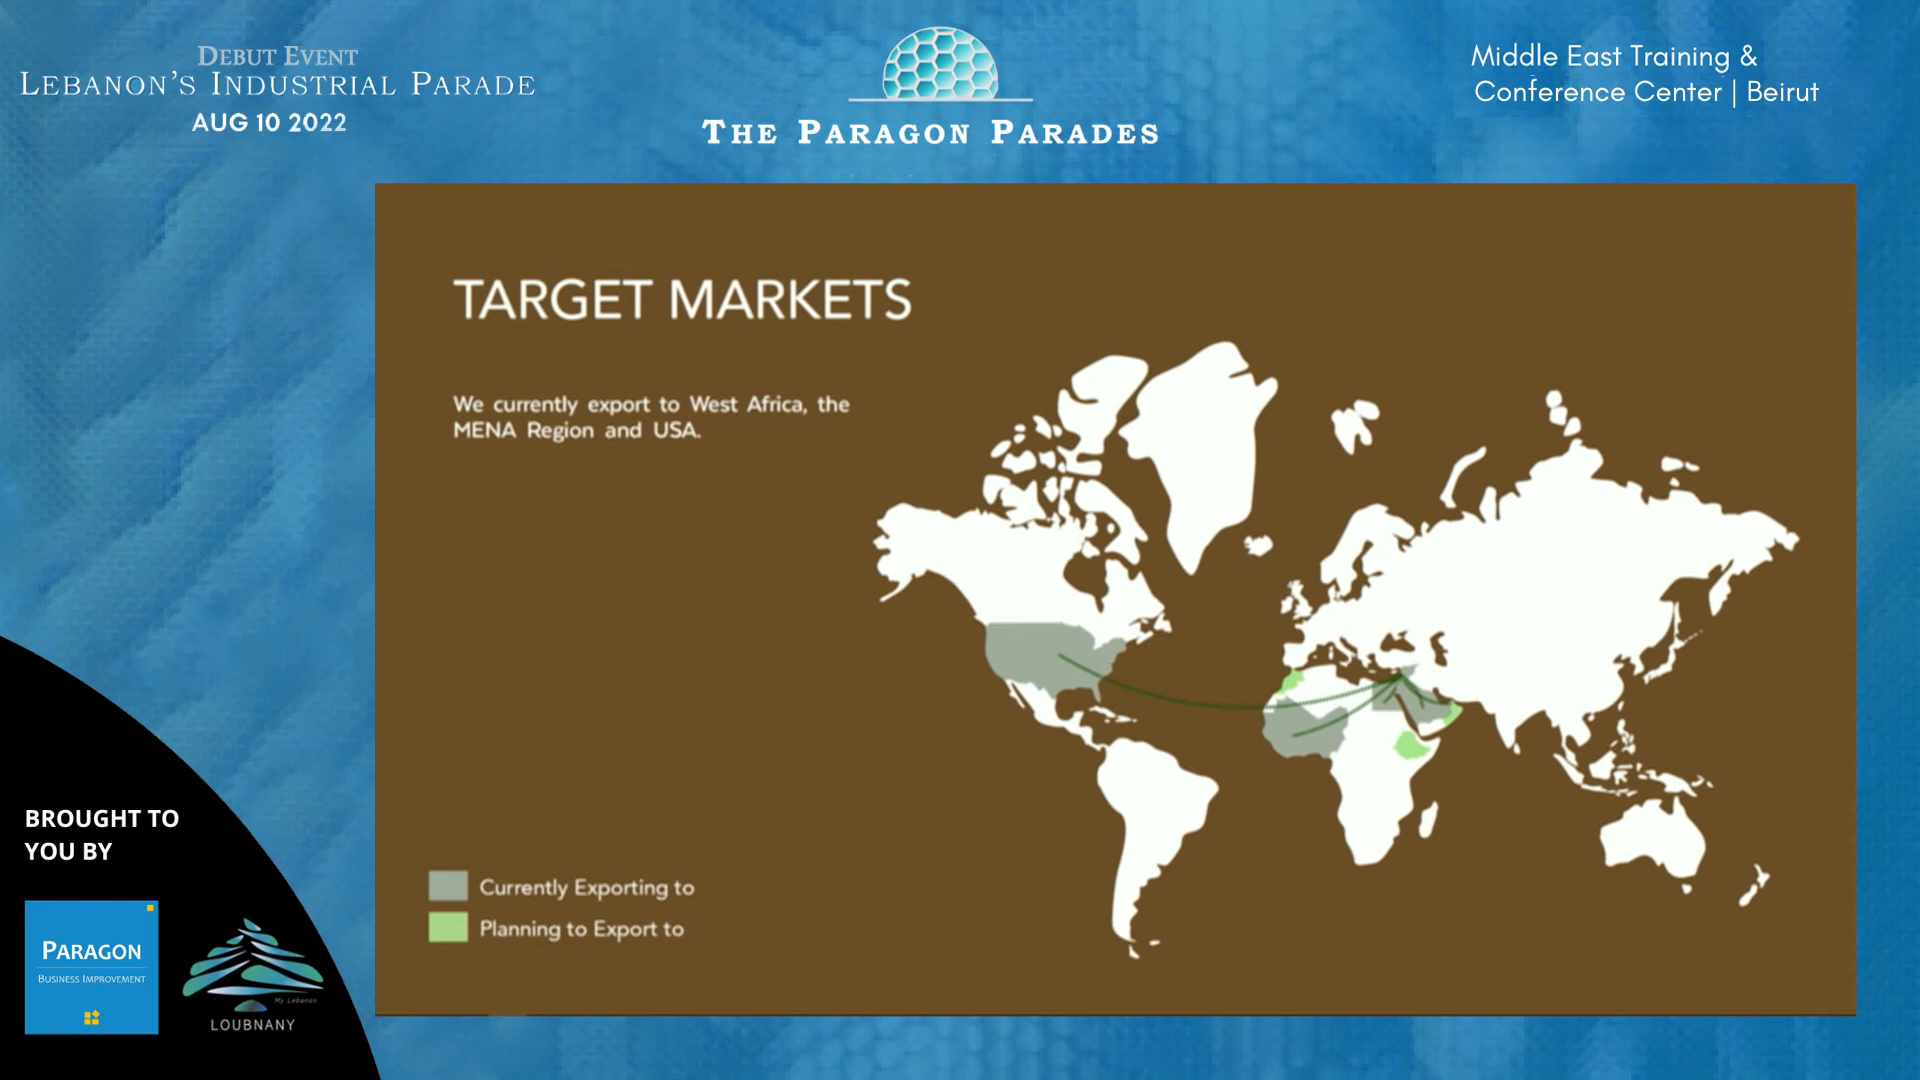 DEBUT EVENT
LEBANON'S INDUSTRIAL PARADE
AUG 10 2022
THE PARAGON PARADES
Middle East Training &
Conference Center | Beirut
TARGET MARKETS
We currently export to West Africa, the
MENA Region and USA.
Currently Exporting to
Planning to Export to
BROUGHT TO
YOU BY
PARAGON
BUSINESS IMPROVEMENT
My Lebanon
LOUBNANY